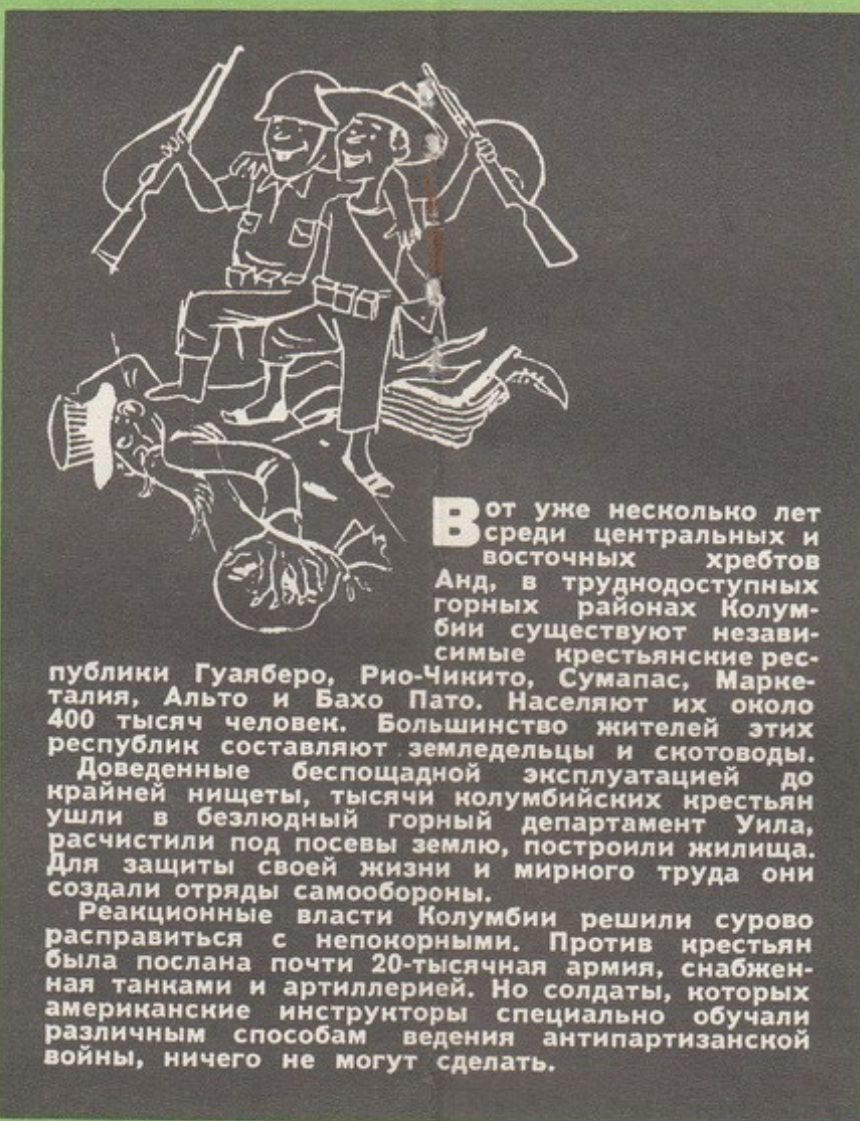 Вот уже несколько лет
среди центральных и
восточных хребтов
Анд, в труднодоступных
горных районах Колум-
бии существуют незави-
симые крестьянские рес-
публики Гуаяберо, Рио-Чикито, Сумапас, Марке-
талия, Альто и Бахо Пато. Населяют их около
400 тысяч человек. Большинство жителей этих
республик составляют земледельцы и скотоводы.
Доведенные беспощадной эксплуатацией до
крайней нищеты, тысячи колумбийских крестьян
ушли в безлюдный горный департамент Уила,
расчистили под посевы землю, построили жилища.
Для защиты своей жизни и мирного труда они
создали отряды самообороны.
Реакционные власти Колумбии решили сурово
расправиться с непокорными. Против крестьян
была послана почти 20-тысячная армия, снабжен-
ная танками и артиллерией. Но солдаты, которых
американские инструкторы специально обучали
различным способам ведения антипартизанской
войны, ничего не могут сделать.